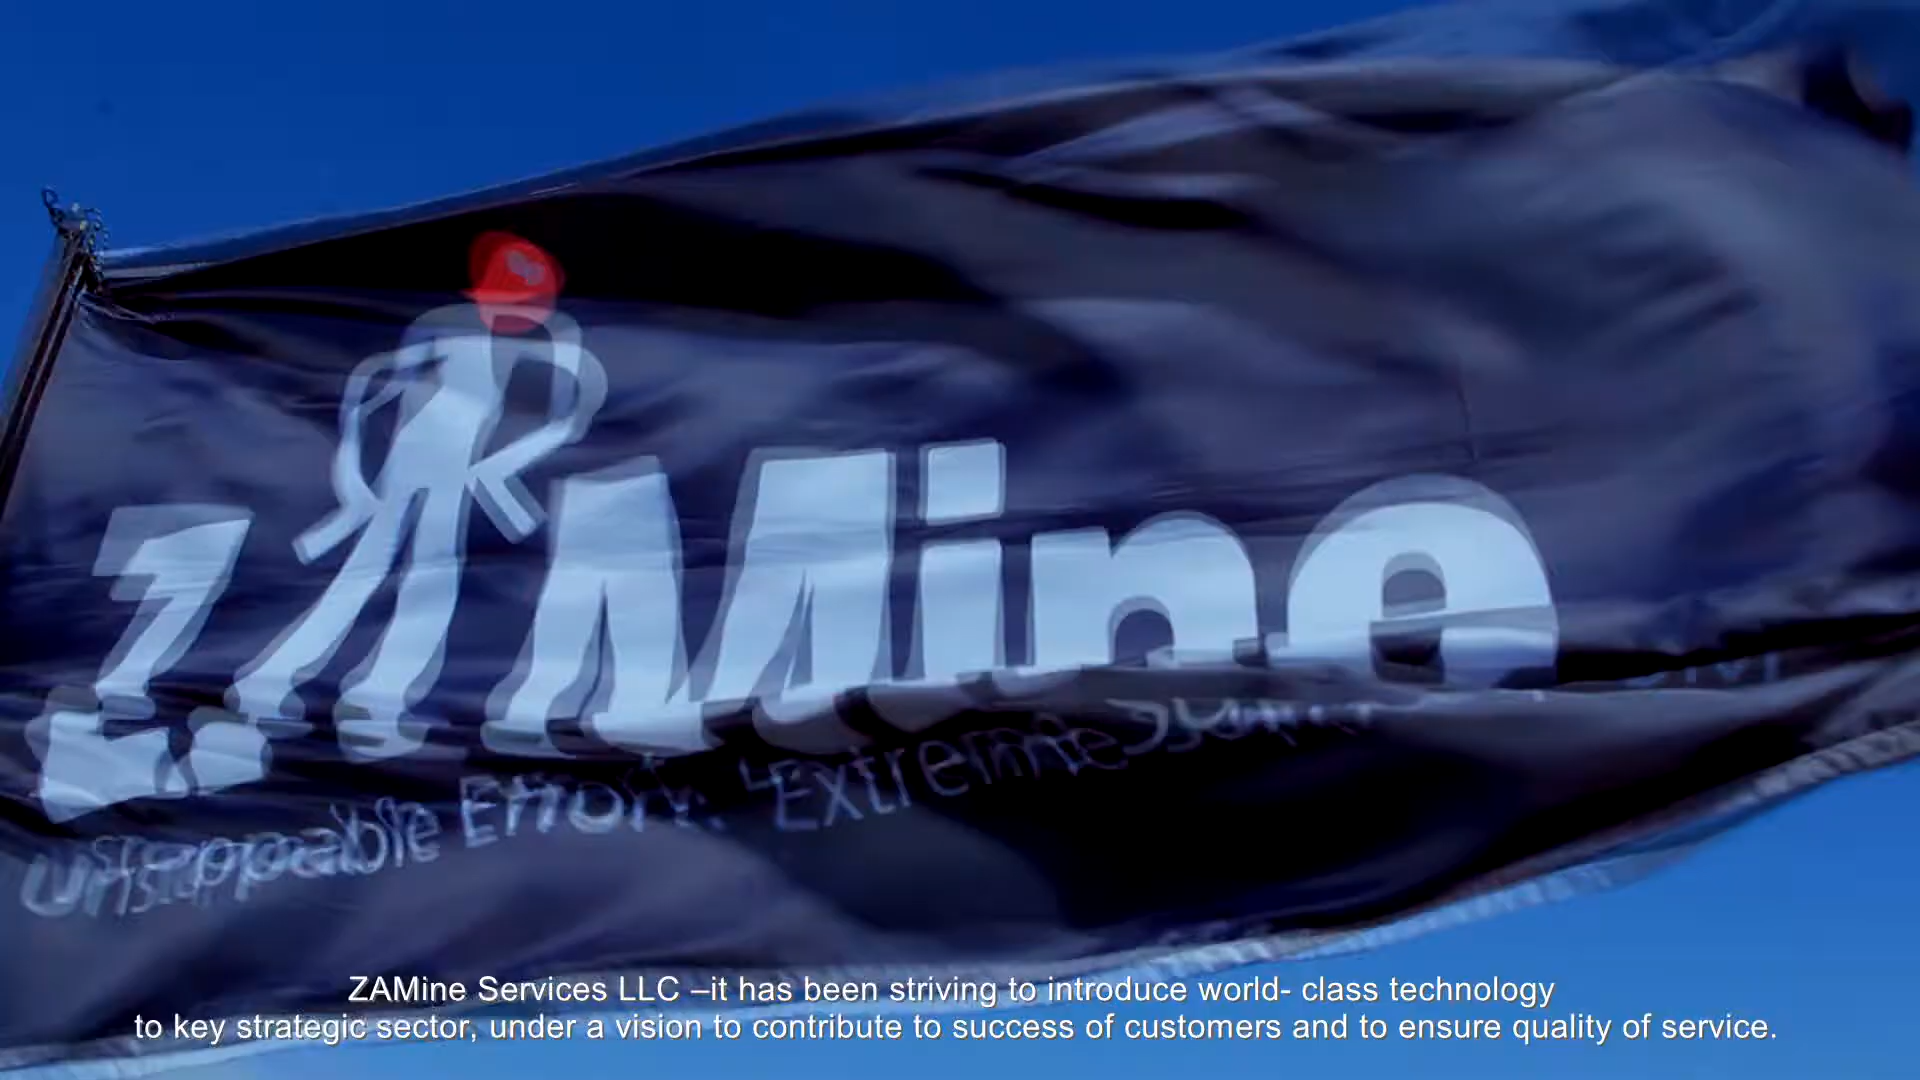 ZAMine
Unstoppable Effort. Extreme
ZAMine Services LLC –it has been striving to introduce world- class technology
to key strategic sector, under a vision to contribute to success of customers and to ensure quality of service.